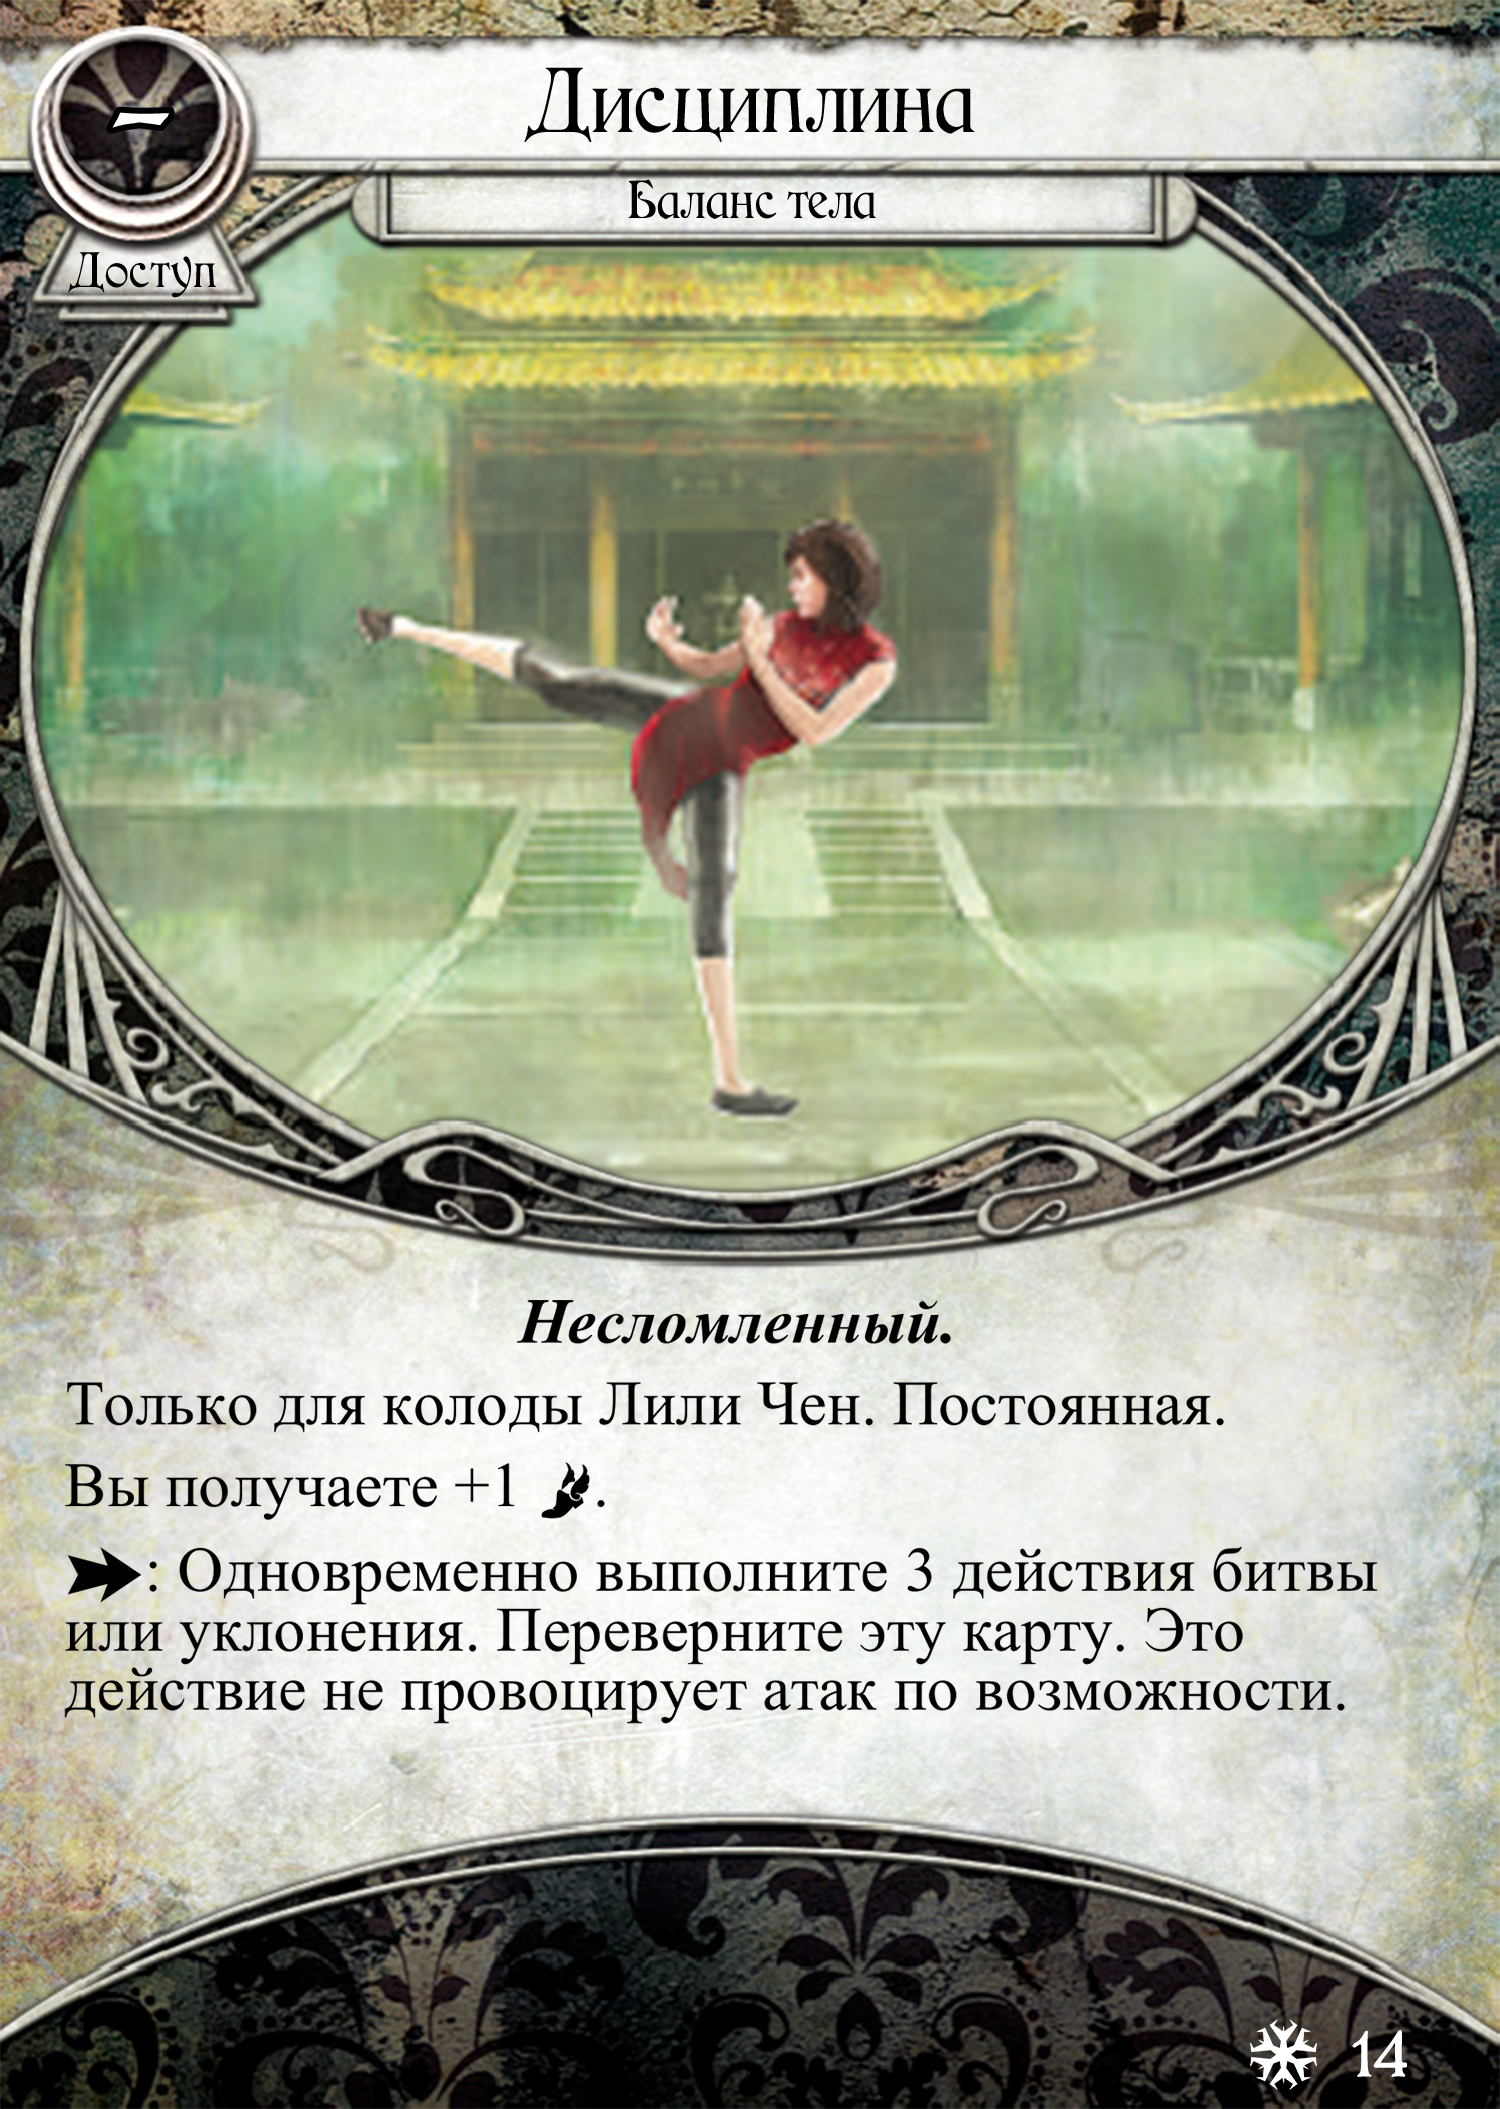 -
Дисциплина
Баланс тела
Доступ
Несломленный.
Только для колоды Лили Чен. Постоянная.
Вы получаете +1 .
: Одновременно выполните 3 действия битвы
или уклонения. Переверните эту карту. Это
действие не провоцирует атак по возможности.
14